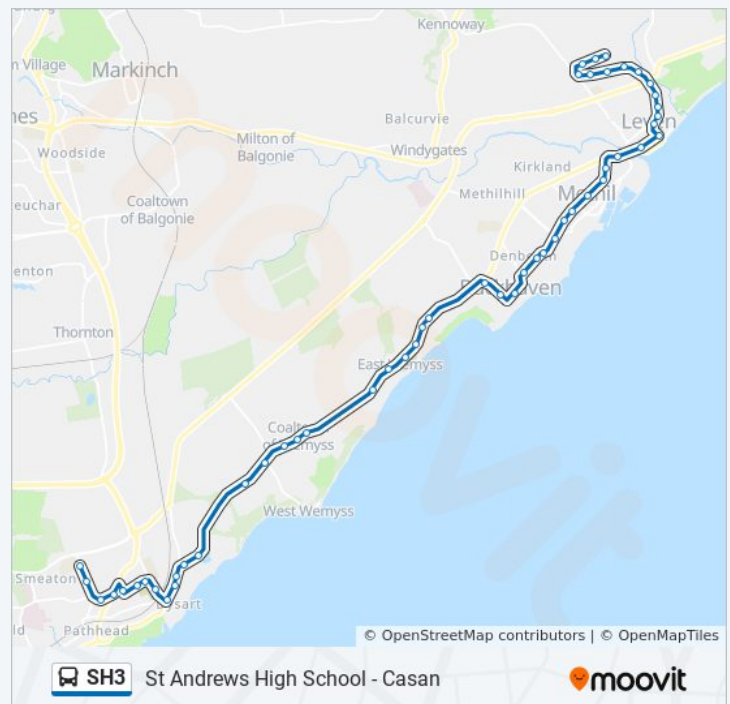 Kennoway
m Village
Markinch
nes
Balcurvie
Leven
Woodside
Milton of
Balgonie
Windygates
Kirkland
Methilhill
Methil
euchar
Coaltown
of Balgonie
enton
Denbeath
Buckhaven
Thornton
East Wemyss
Coaltown
of Wemyss
West Wemyss
Smeaton
Dysart
ld
Pathhead
moovit
© OpenStreetMap contributors | © OpenMapTiles
SH3
St Andrews High School - Casan
moovit